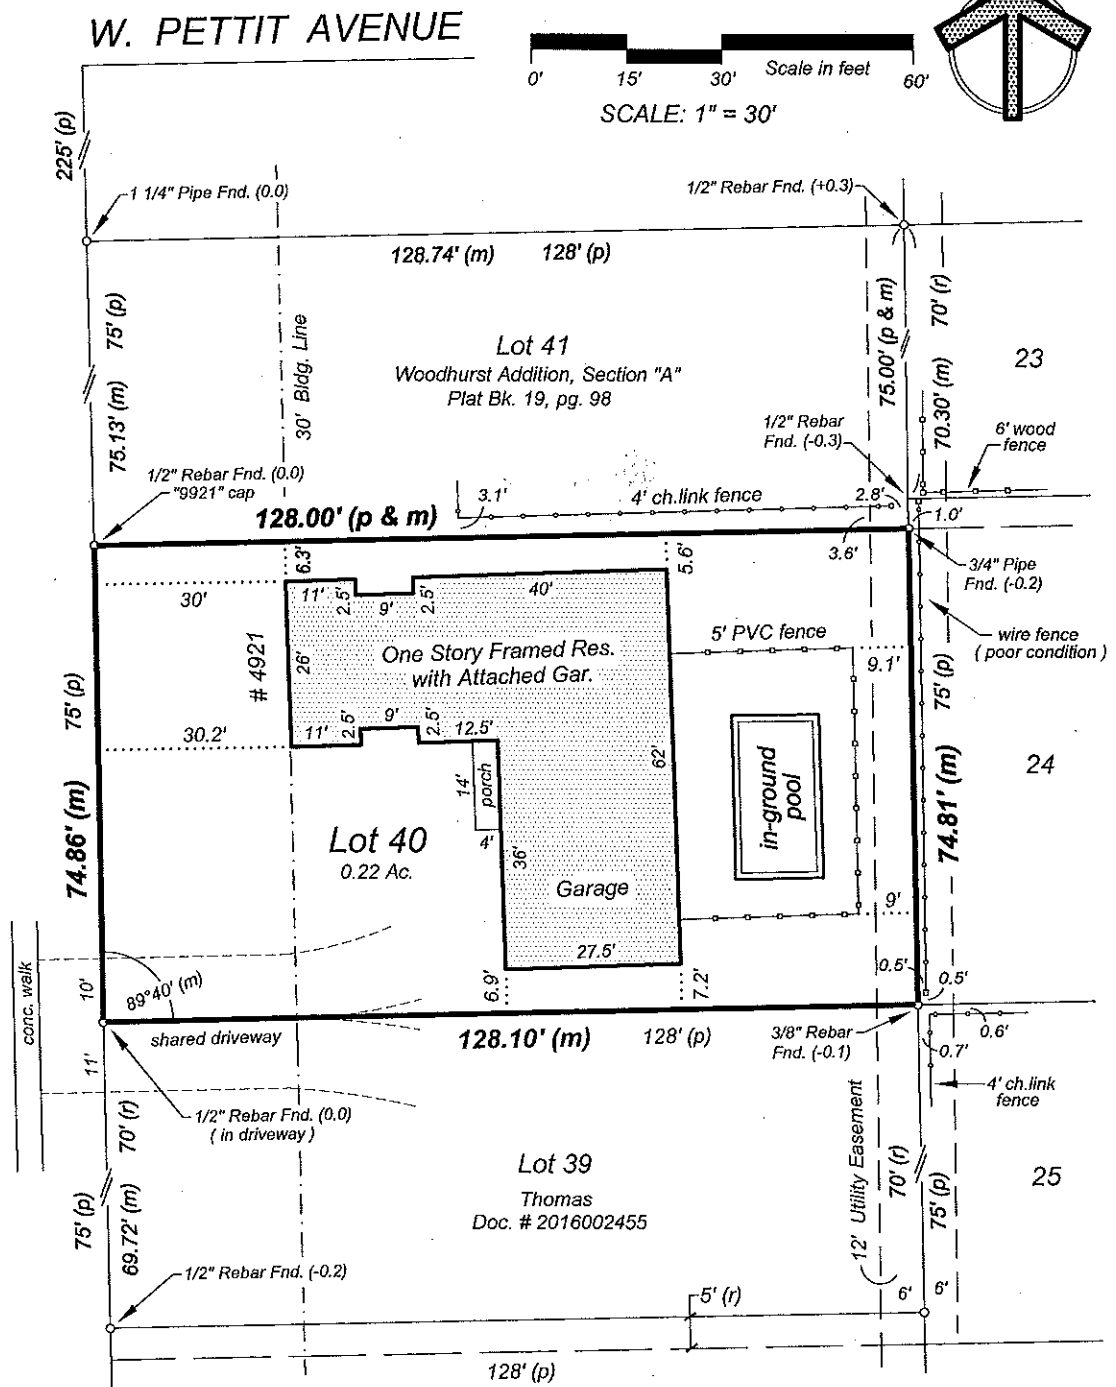 W. PETTIT AVENUE
0'
15'
30'
Scale in feet
60'
SCALE: 1" = 30'
225' (p)
1 1/4" Pipe Fnd. (0.0)
1/2" Rebar Fnd. (+0.3)
128.74' (m)
128' (p)
75' (p)
75.13' (m)
30' Bldg. Line
Lot 41
Woodhurst Addition, Section "A"
Plat Bk. 19, pg. 98
75.00' (p & m)
70' (r)
70.30' (m)
23
1/2" Rebar
Fnd. (-0.3)
6' wood
fence
1/2" Rebar Fnd. (0.0)
"9921" cap
3.1'
4' ch.link fence
2.8'
128.00' (p & m)
1.0'
3.6'
6.3'
5.6'
3/4" Pipe
Fnd. (-0.2)
30'
11'
2.5'
9'
2.5'
40'
wire fence
( poor condition )
5' PVC fence
9.1'
One Story Framed Res.
with Attached Gar.
# 4921
26'
75' (p)
75' (p)
30.2'
11'
2.5'
9'
2.5'
12.5'
62'
24
14'
porch
4'
in-ground
pool
74.86' (m)
74.81' (m)
Lot 40
0.22 Ac.
36'
Garage
9'
27.5'
conc. walk
10'
89°40' (m)
6.9'
7.2'
0.5'
0.5'
shared driveway
128.10' (m)
128' (p)
3/8" Rebar
Fnd. (-0.1)
0.6'
0.7'
11'
4' ch.link
fence
1/2" Rebar Fnd. (0.0)
( in driveway )
70' (r)
75' (p)
69.72' (m)
Lot 39
Thomas
Doc. # 2016002455
12' Utility Easement
70' (r)
75' (p)
25
1/2" Rebar Fnd. (-0.2)
5' (r)
6'
6'
128' (p)